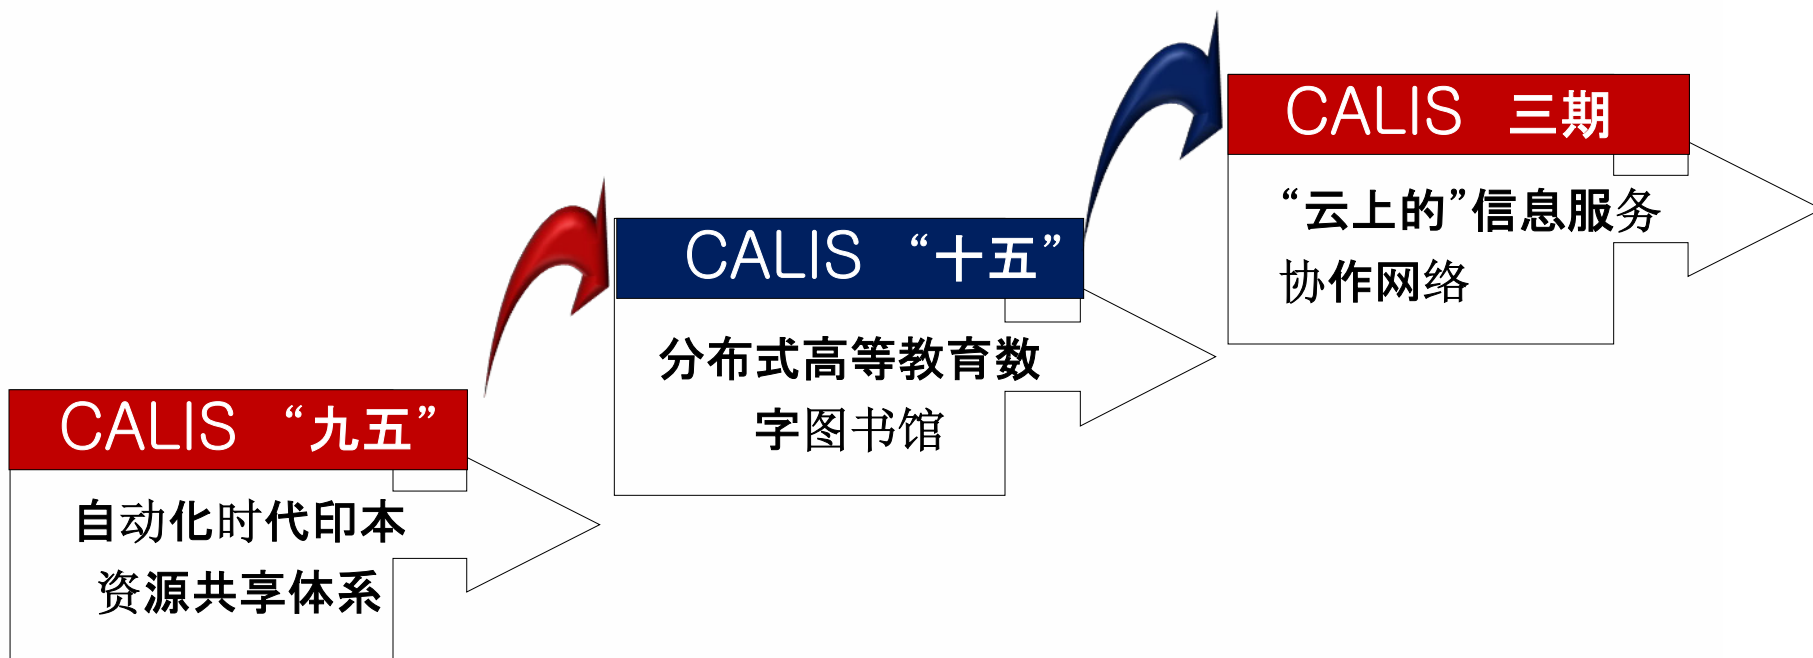 CALIS “九五”
自动化时代印本
资源共享体系
CALIS “十五”
分布式高等教育数
字图书馆
CALIS 三期
“云上的”信息服务
协作网络